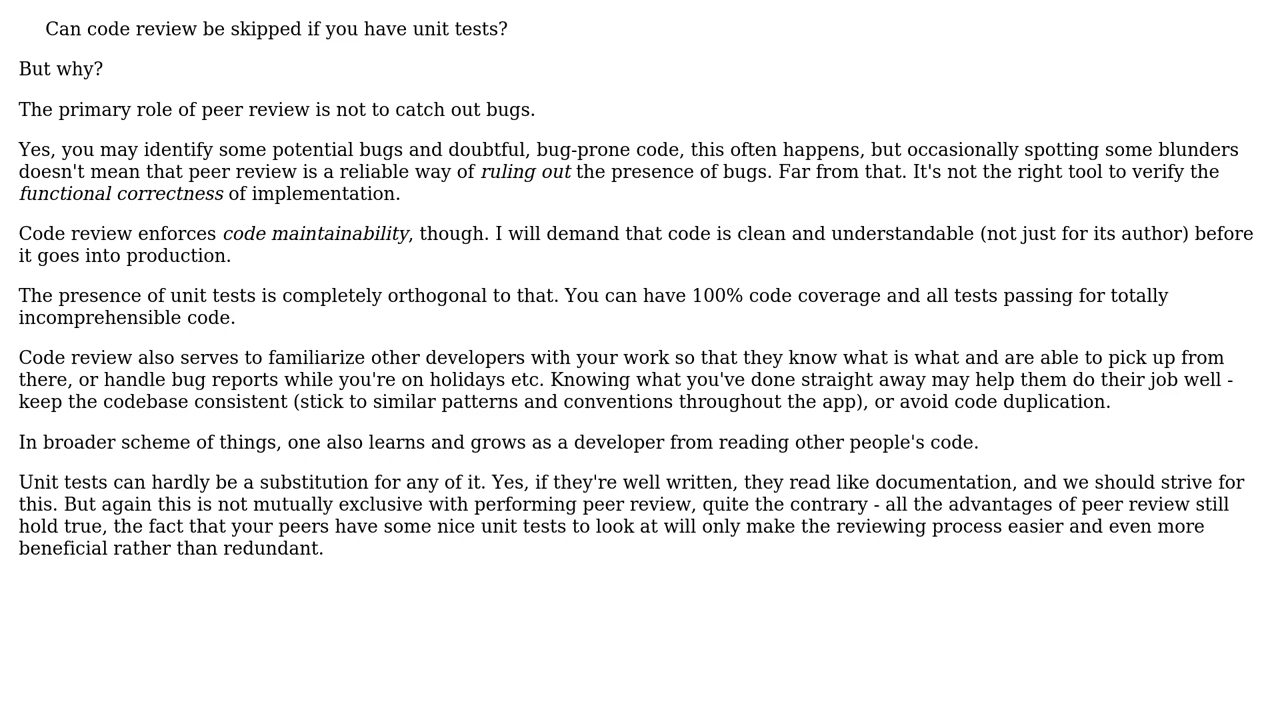 Can code review be skipped if you have unit tests?
But why?
The primary role of peer review is not to catch out bugs.
Yes, you may identify some potential bugs and doubtful, bug-prone code, this often happens, but occasionally spotting some blunders
doesn't mean that peer review is a reliable way of ruling out the presence of bugs. Far from that. It's not the right tool to verify the
functional correctness of implementation.
Code review enforces code maintainability, though. I will demand that code is clean and understandable (not just for its author) before
it goes into production.
The presence of unit tests is completely orthogonal to that. You can have 100% code coverage and all tests passing for totally
incomprehensible code.
Code review also serves to familiarize other developers with your work so that they know what is what and are able to pick up from
there, or handle bug reports while you're on holidays etc. Knowing what you've done straight away may help them do their job well -
keep the codebase consistent (stick to similar patterns and conventions throughout the app), or avoid code duplication.
In broader scheme of things, one also learns and grows as a developer from reading other people's code.
Unit tests can hardly be a substitution for any of it. Yes, if they're well written, they read like documentation, and we should strive for
this. But again this is not mutually exclusive with performing peer review, quite the contrary - all the advantages of peer review still
hold true, the fact that your peers have some nice unit tests to look at will only make the reviewing process easier and even more
beneficial rather than redundant.